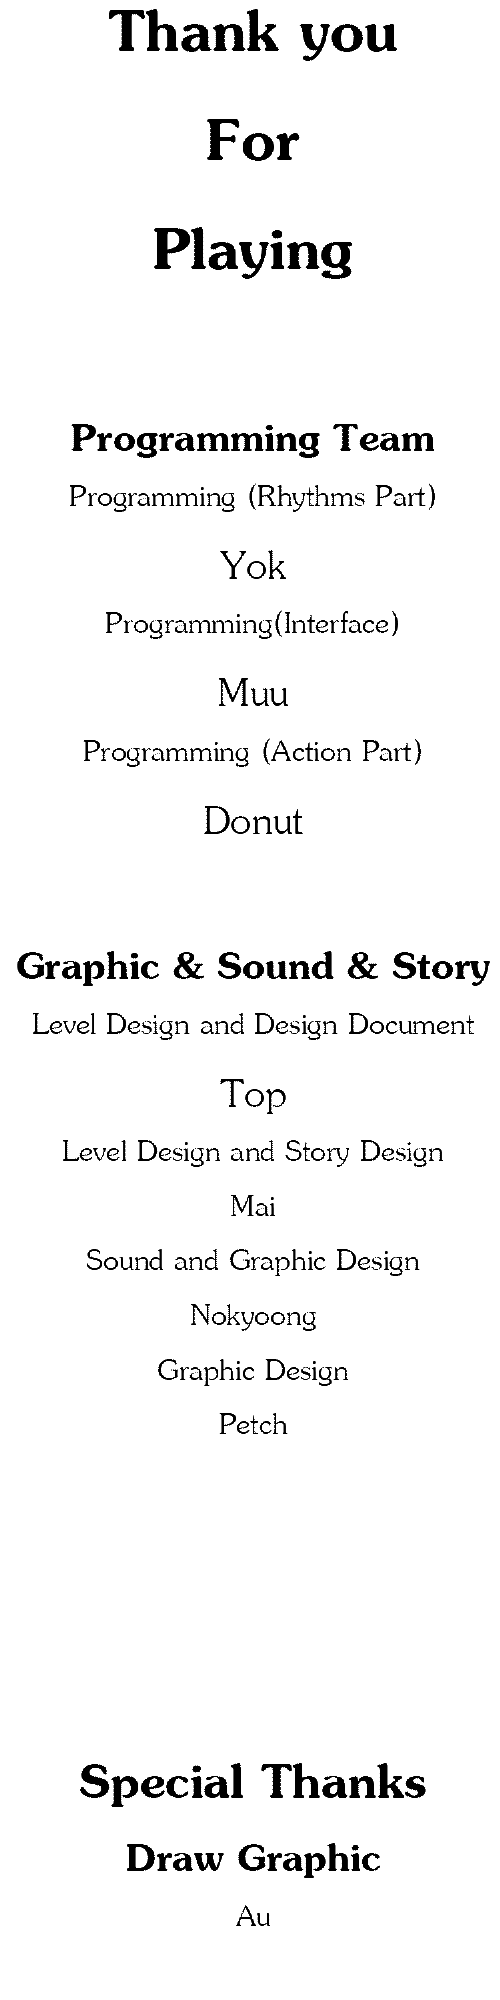 Thank you
For
Playing
Programming Team
Programming (Rhythms Part)
Yok
Programming(Interface)
Muu
Programming (Action Part)
Donut
Graphic & Sound & Story
Level Design and Design Document
Top
Level Design and Story Design
Mai
Sound and Graphic Design
Nokyoong
Graphic Design
Petch
Special Thanks
Draw Graphic
Au